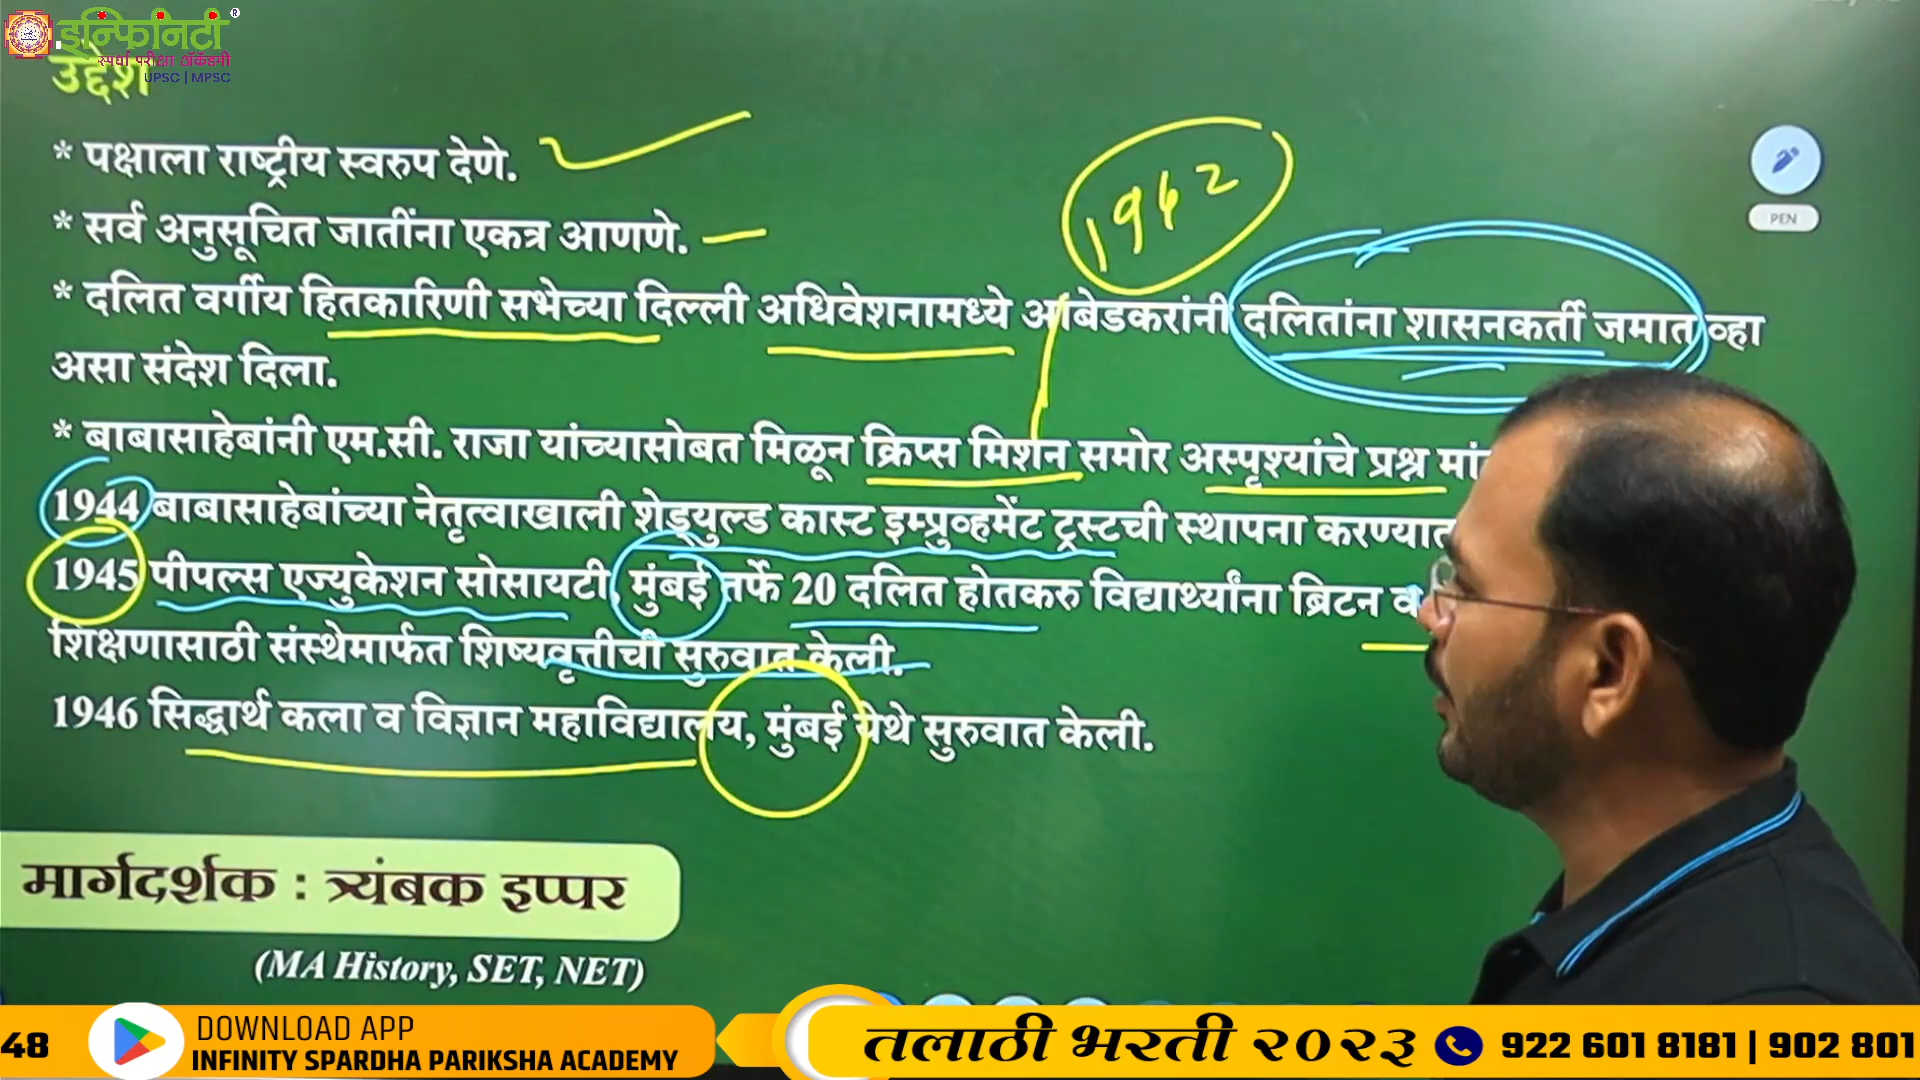 इन्फिनिटी ®
स्पर्धा परीक्षा ॲकॅडमी
UPSC | MPSC
उद्देश
* पक्षाला राष्ट्रीय स्वरुप देणे.
1942
PEN
* सर्व अनुसूचित जातींना एकत्र आणणे.
* दलित वर्गीय हितकारिणी सभेच्या दिल्ली अधिवेशनामध्ये आंबेडकरांनी दलितांना शासनकर्ती जमात व्हा
असा संदेश दिला.
* बाबासाहेबांनी एम.सी. राजा यांच्यासोबत मिळून क्रिप्स मिशन समोर अस्पृश्यांचे प्रश्न
1944 बाबासाहेबांच्या नेतृत्वाखाली शेड्युल्ड कास्ट इम्प्रुव्हमेंट ट्रस्टची स्थापना
1945 पीपल्स एज्युकेशन सोसायटी, मुंबई तर्फे 20 दलित होतकरु विद्यार्थ्यांना ब्रिटन व
शिक्षणासाठी संस्थेमार्फत शिष्यवृत्तीची सुरुवात केली.
1946 सिद्धार्थ कला व विज्ञान महाविद्यालय, मुंबई येथे सुरुवात केली.
मार्गदर्शक : त्र्यंबक इप्पर
(MA History, SET, NET)
48
DOWNLOAD APP
INFINITY SPARDHA PARIKSHA ACADEMY
तलाठी भरती २०२३
922 601 8181 | 902 801